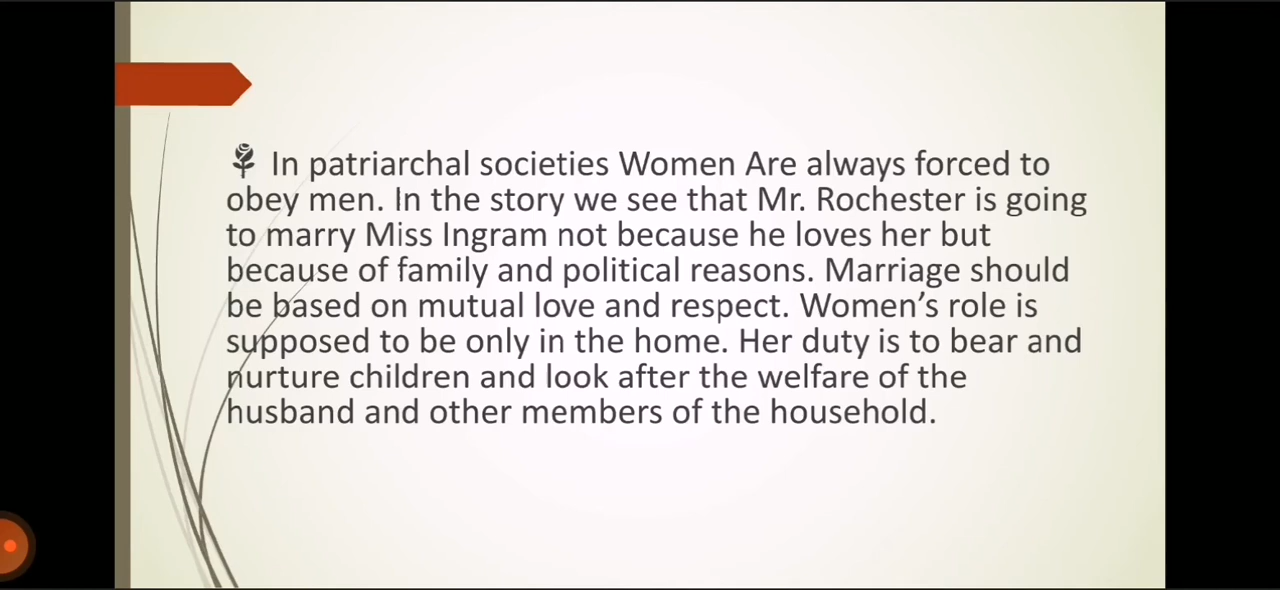 In patriarchal societies Women Are always forced to
obey men. In the story we see that Mr. Rochester is going
to marry Miss Ingram not because he loves her but
because of family and political reasons. Marriage should
be based on mutual love and respect. Women’s role is
supposed to be only in the home. Her duty is to bear and
nurture children and look after the welfare of the
husband and other members of the household.